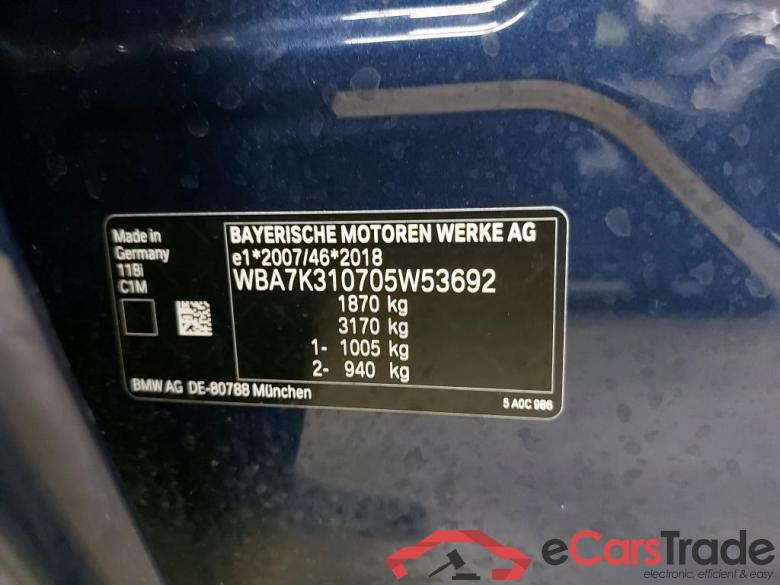 Made in
Germany
118i
C1M
BAYERISCHE MOTOREN WERKE AG
e1*2007/46*2018
WBA7K310705W53692
1870 kg
3170 kg
1- 1005 kg
2- 940 kg
BMW AG DE-80788 München
5 A0C 986
eCarsTrade
electronic, efficient & easy